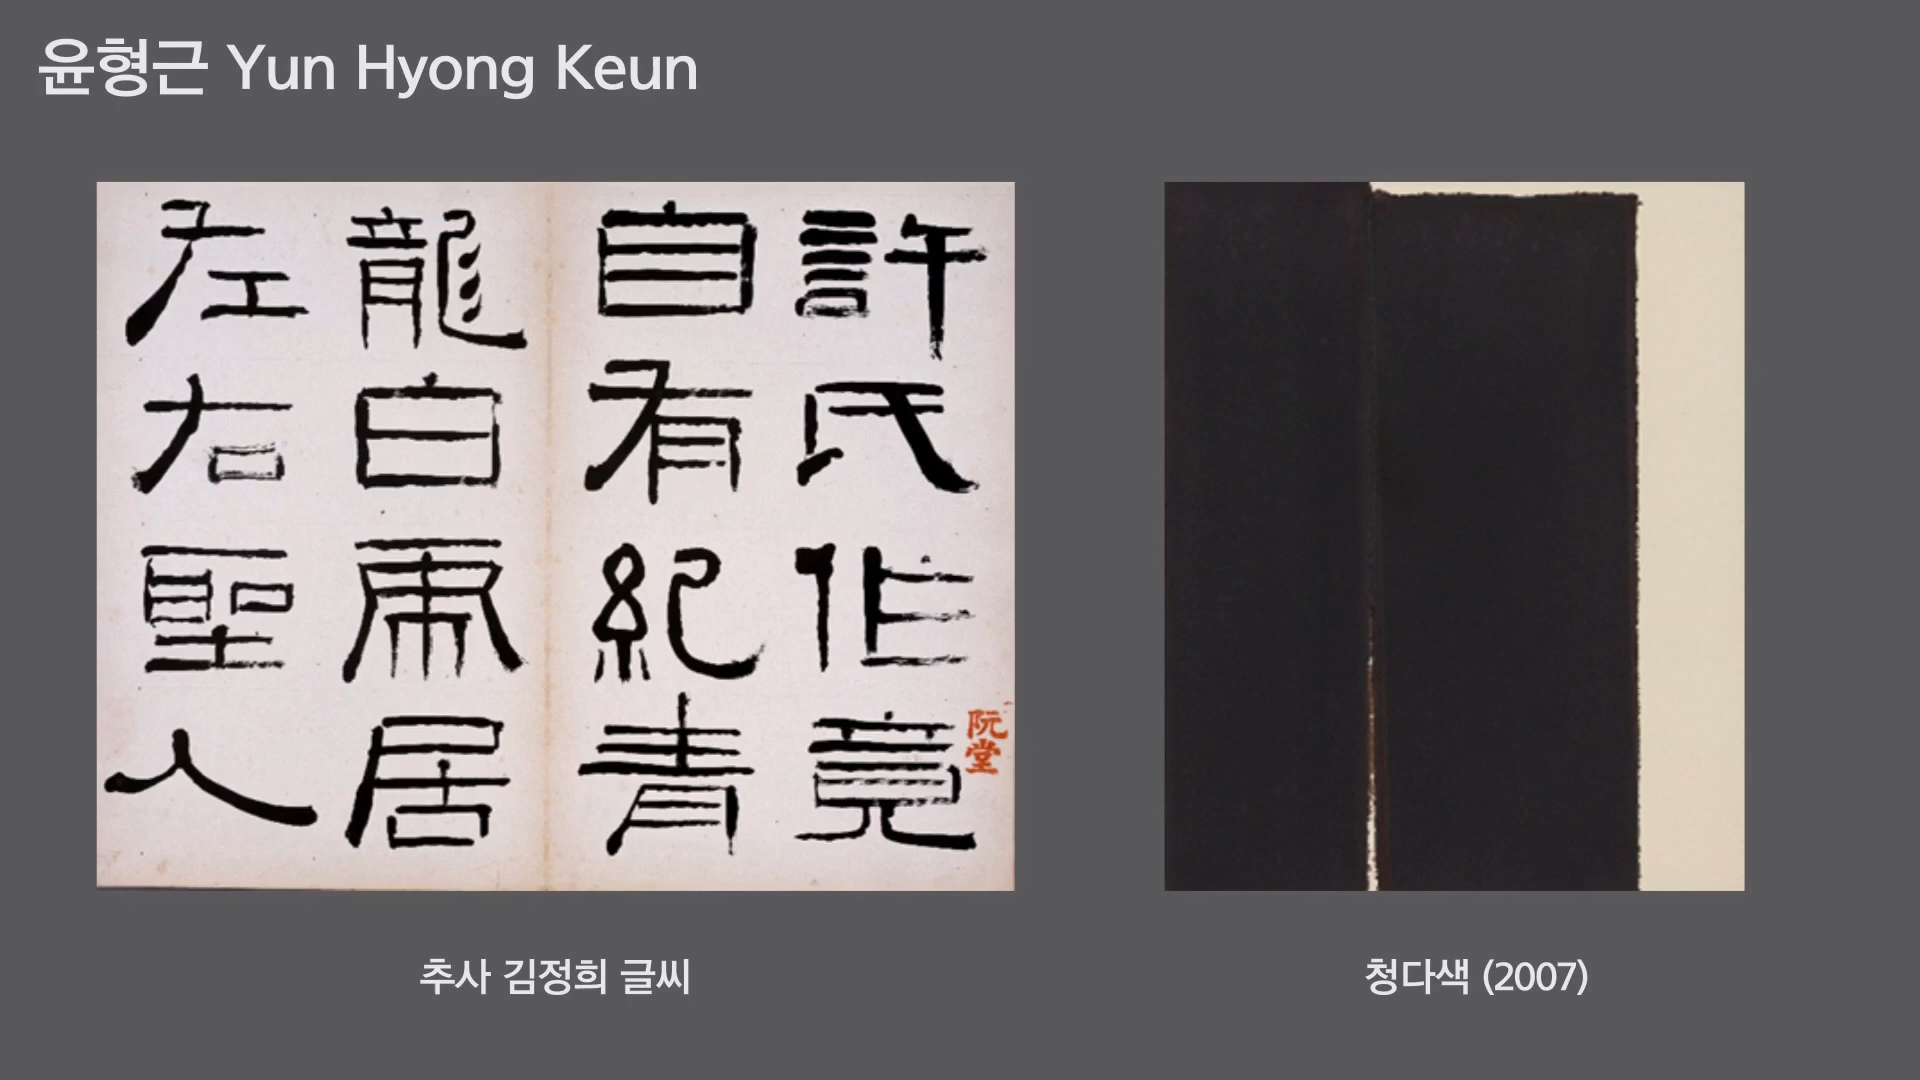 윤형근 Yun Hyong Keun
許氏作竟
自有紀青
龍白虎居
左右聖人
阮堂
추사 김정희 글씨
청다색 (2007)